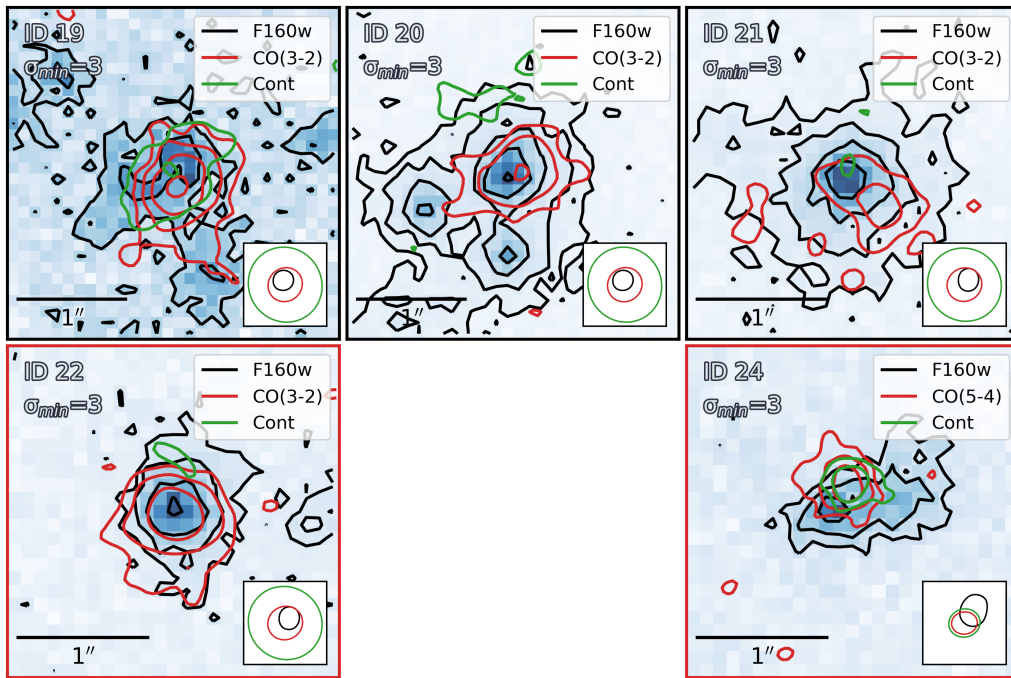 ID 19
σmin=3
F160w
CO(3-2)
Cont
1″
ID 20
σmin=3
F160w
CO(3-2)
Cont
1″
ID 21
σmin=3
F160w
CO(3-2)
Cont
1″
ID 22
σmin=3
F160w
CO(3-2)
Cont
1″
ID 24
σmin=3
F160w
CO(5-4)
Cont
1″